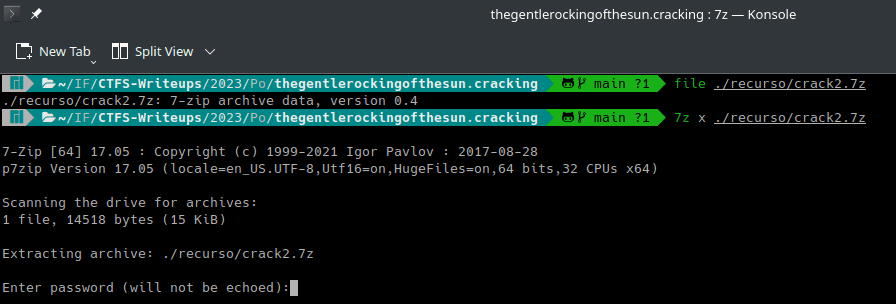 thegentlerockingofthesun.cracking : 7z — Konsole
New Tab Split View
~/IF/CTFS-Writeups/2023/Po/thegentlerockingofthesun.cracking main ?1 file ./recurso/crack2.7z
./recurso/crack2.7z: 7-zip archive data, version 0.4
~/IF/CTFS-Writeups/2023/Po/thegentlerockingofthesun.cracking main ?1 7z x ./recurso/crack2.7z
7-Zip [64] 17.05 : Copyright (c) 1999-2021 Igor Pavlov : 2017-08-28
p7zip Version 17.05 (locale=en_US.UTF-8,Utf16=on,HugeFiles=on,64 bits,32 CPUs x64)
Scanning the drive for archives:
1 file, 14518 bytes (15 KiB)
Extracting archive: ./recurso/crack2.7z
Enter password (will not be echoed):